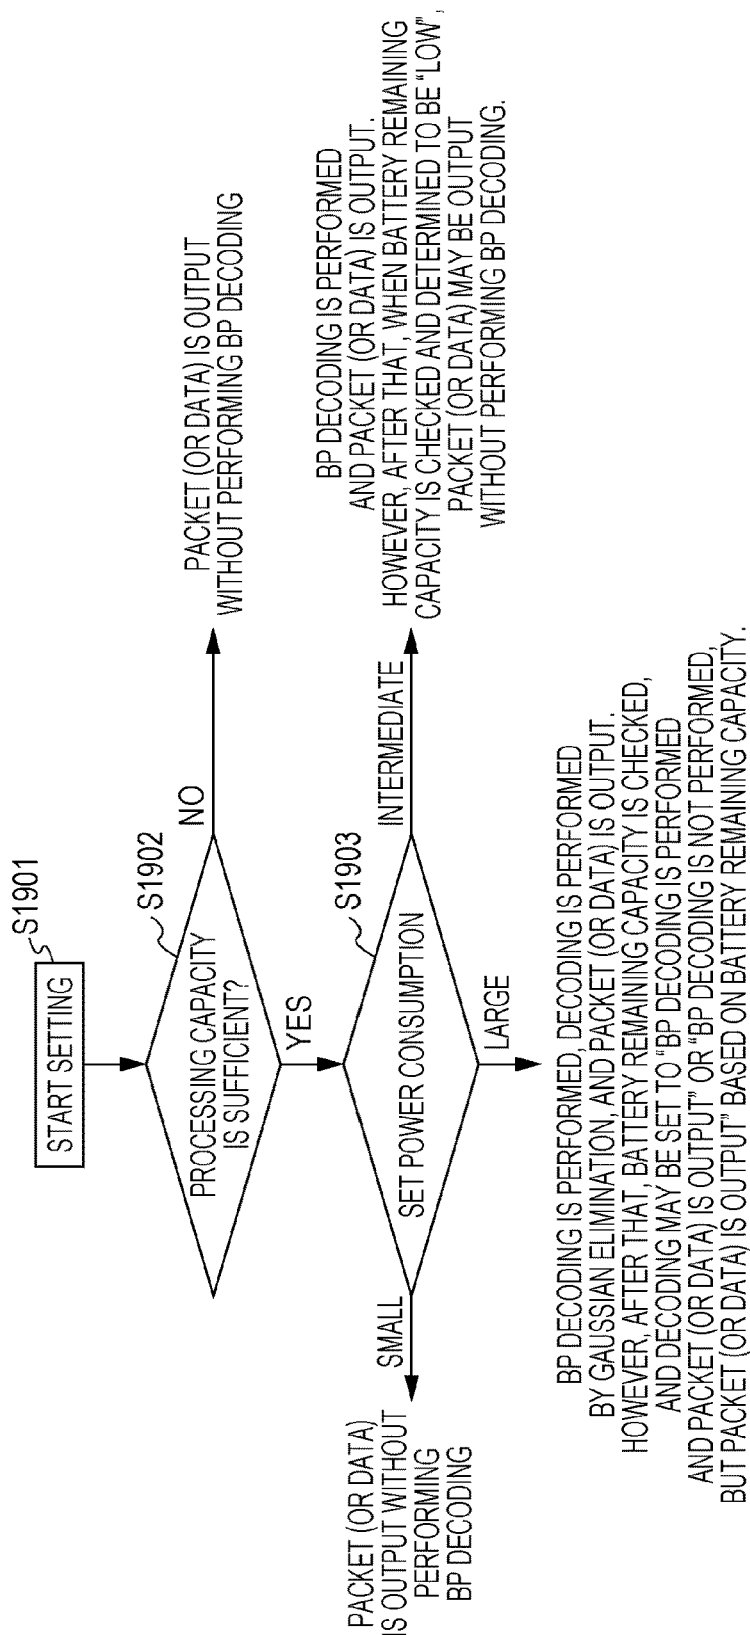 S1901
START SETTING
S1902
PROCESSING CAPACITY
IS SUFFICIENT?
NO
PACKET (OR DATA) IS OUTPUT
WITHOUT PERFORMING BP DECODING
YES
S1903
SET POWER CONSUMPTION
INTERMEDIATE
BP DECODING IS PERFORMED
AND PACKET (OR DATA) IS OUTPUT.
HOWEVER, AFTER THAT, WHEN BATTERY REMAINING
CAPACITY IS CHECKED AND DETERMINED TO BE "LOW",
PACKET (OR DATA) MAY BE OUTPUT
WITHOUT PERFORMING BP DECODING.
SMALL
PACKET (OR DATA)
IS OUTPUT WITHOUT
PERFORMING
BP DECODING
LARGE
BP DECODING IS PERFORMED, DECODING IS PERFORMED
BY GAUSSIAN ELIMINATION, AND PACKET (OR DATA) IS OUTPUT.
HOWEVER, AFTER THAT, BATTERY REMAINING CAPACITY IS CHECKED,
AND DECODING MAY BE SET TO "BP DECODING IS PERFORMED
AND PACKET (OR DATA) IS OUTPUT" OR "BP DECODING IS NOT PERFORMED,
BUT PACKET (OR DATA) IS OUTPUT" BASED ON BATTERY REMAINING CAPACITY.